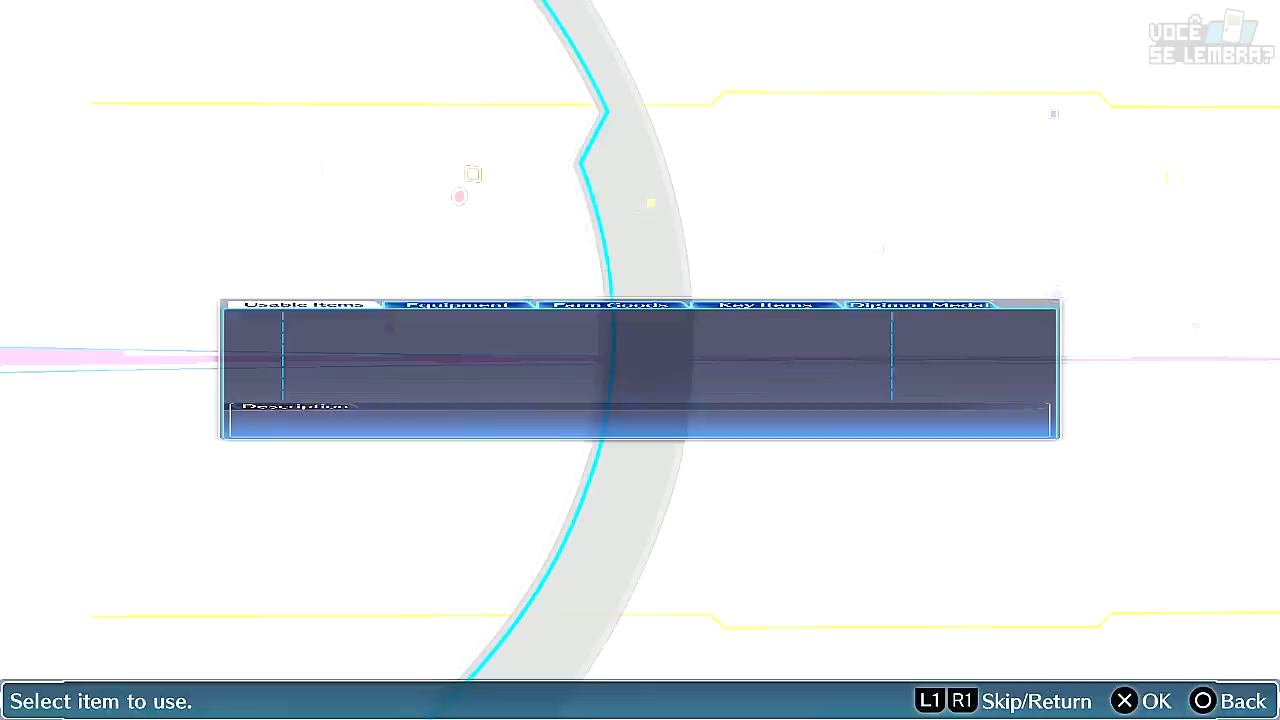 VOCÊ
SE LEMBRA?
Usable Items Equipment Farm Goods Key Items Digimon Medal
Description
Select item to use. L1 R1 Skip/Return OK Back